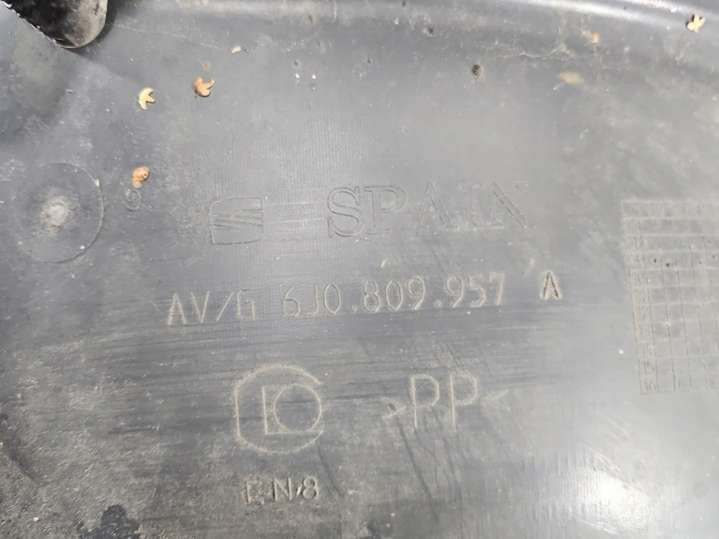 SPAIN
AV/G 6J0.809.957 A
>PP<
EN8